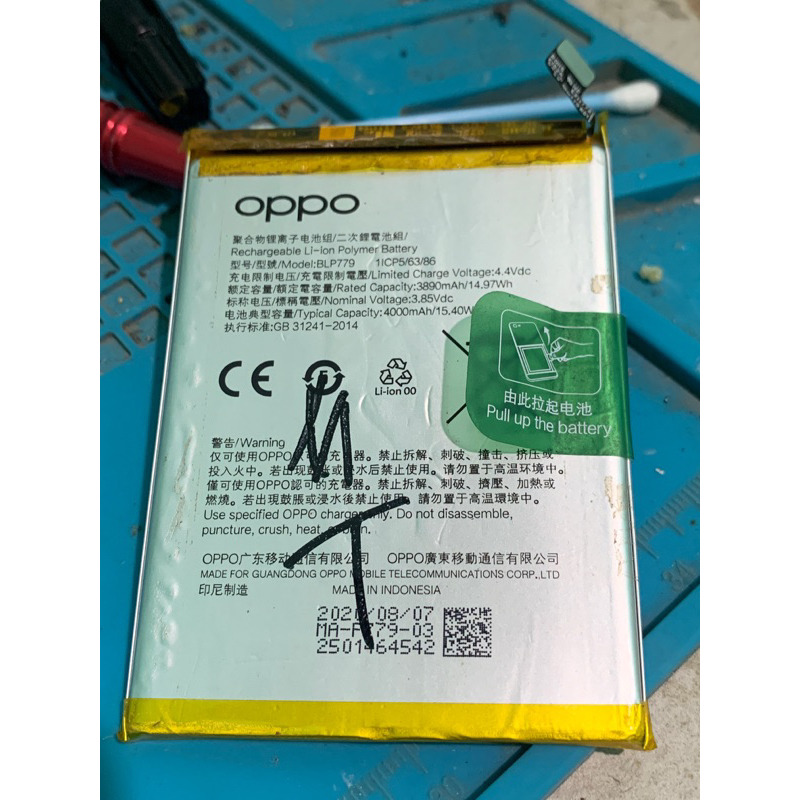 oppo
聚合物锂离子电池组/二次鋰電池組/
Rechargeable Li-ion Polymer Battery
型号/型號/Model:BLP779 1ICP5/63/86
充电限制电压/充電限制電壓/Limited Charge Voltage:4.4Vdc
额定容量/額定容量/Rated Capacity:3890mAh/14.97Wh
标称电压/標稱電壓/Nominal Voltage:3.85Vdc
电池典型容量/Typical Capacity:4000mAh/15.40W
执行标准:GB 31241-2014
CE
Li-ion 00
由此拉起电池
Pull up the battery
警告/Warning
仅可使用OPPO 充电器。禁止拆解、刺破、撞击、挤压或
投入火中。若出现鼓胀或浸水后禁止使用。请勿置于高温环境中。
僅可使用OPPO認可的充電器。禁止拆解、刺破、擠壓、加熱或
燃燒。若出現鼓脹或浸水後禁止使用。請勿置于高溫環境中。
Use specified OPPO charger only. Do not disassemble,
puncture, crush, heat,
OPPO广东移动通信有限公司 OPPO廣東移動通信有限公司
MADE FOR GUANGDONG OPPO MOBILE TELECOMMUNICATIONS CORP.,LTD
印尼制造 MADE IN INDONESIA
2020/09/07
MA-P779-03
2501464542